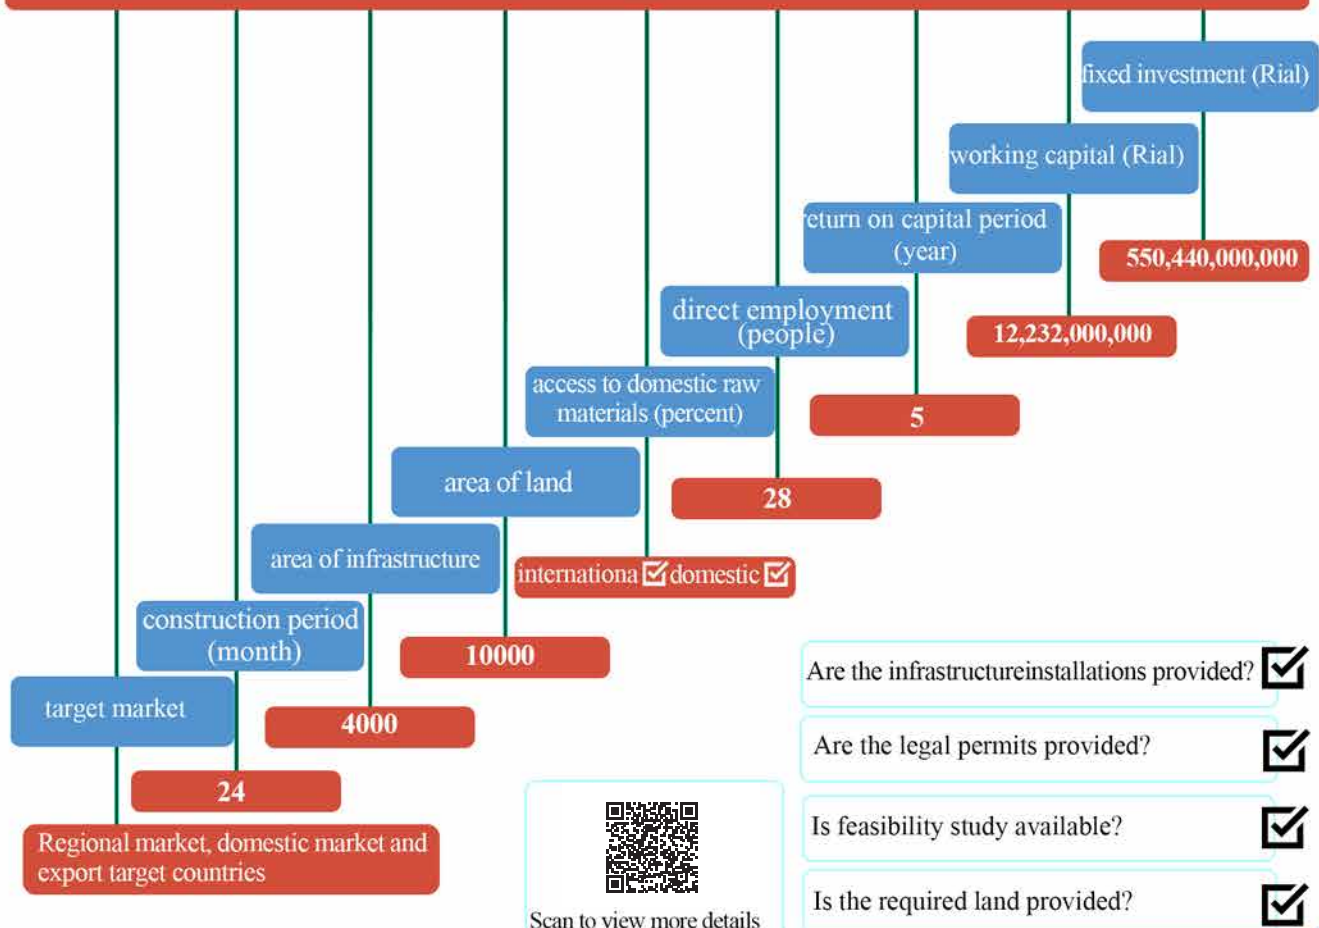 fixed investment (Rial)
550,440,000,000
working capital (Rial)
12,232,000,000
eturn on capital period
(year)
5
direct employment
(people)
28
access to domestic raw
materials (percent)
internationa domestic
area of land
10000
area of infrastructure
4000
construction period
(month)
24
target market
Regional market, domestic market and
export target countries
Are the infrastructureinstallations provided?
Are the legal permits provided?
Is feasibility study available?
Is the required land provided?
Scan to view more details